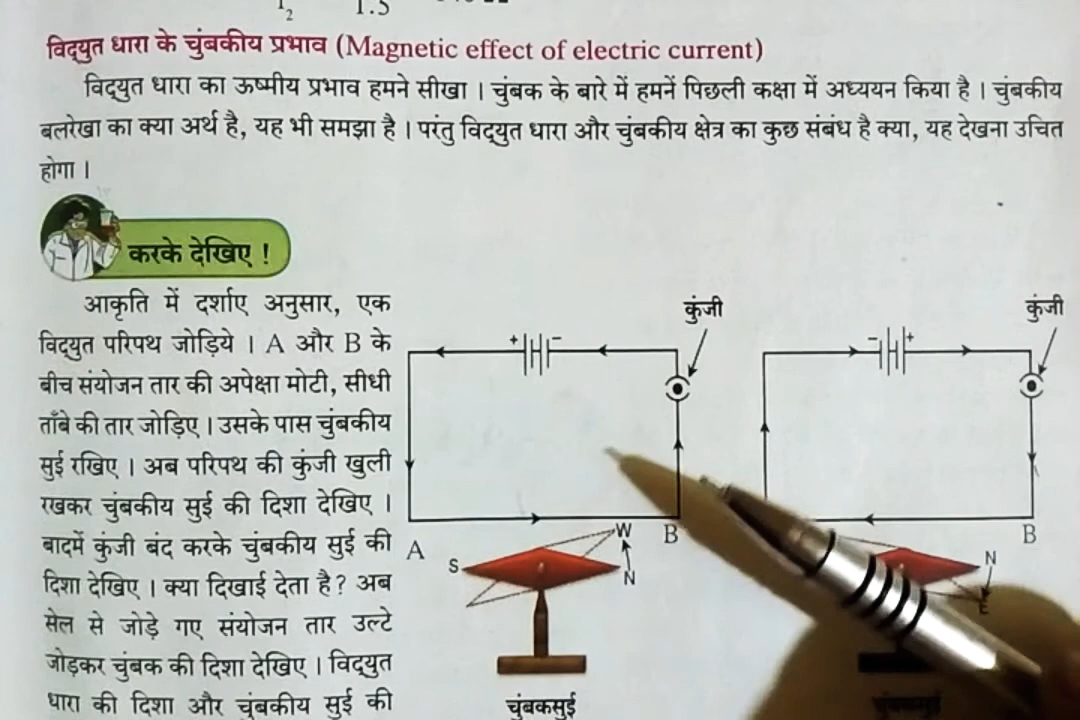 1.5
विद्युत धारा के चुंबकीय प्रभाव (Magnetic effect of electric current)
विद्युत धारा का ऊष्मीय प्रभाव हमने सीखा । चुंबक के बारे में हमनें पिछली कक्षा में अध्ययन किया है । चुंबकीय
बलरेखा का क्या अर्थ है, यह भी समझा है । परंतु विद्युत धारा और चुंबकीय क्षेत्र का कुछ संबंध है क्या, यह देखना उचित
होगा ।
करके देखिए !
आकृति में दर्शाए अनुसार, एक
विद्युत परिपथ जोड़िये । A और B के
बीच संयोजन तार की अपेक्षा मोटी, सीधी
ताँबे की तार जोड़िए । उसके पास चुंबकीय
सुई रखिए । अब परिपथ की कुंजी खुली
रखकर चुंबकीय सुई की दिशा देखिए ।
बादमें कुंजी बंद करके चुंबकीय सुई की
दिशा देखिए । क्या दिखाई देता है? अब
सेल से जोड़े गए संयोजन तार उल्टे
जोड़कर चुंबक की दिशा देखिए । विद्युत
धारा की दिशा और चुंबकीय सुई की
कुंजी
+ −
A
B
S
W
N
चुंबकसुई
कुंजी
− +
B
N
E